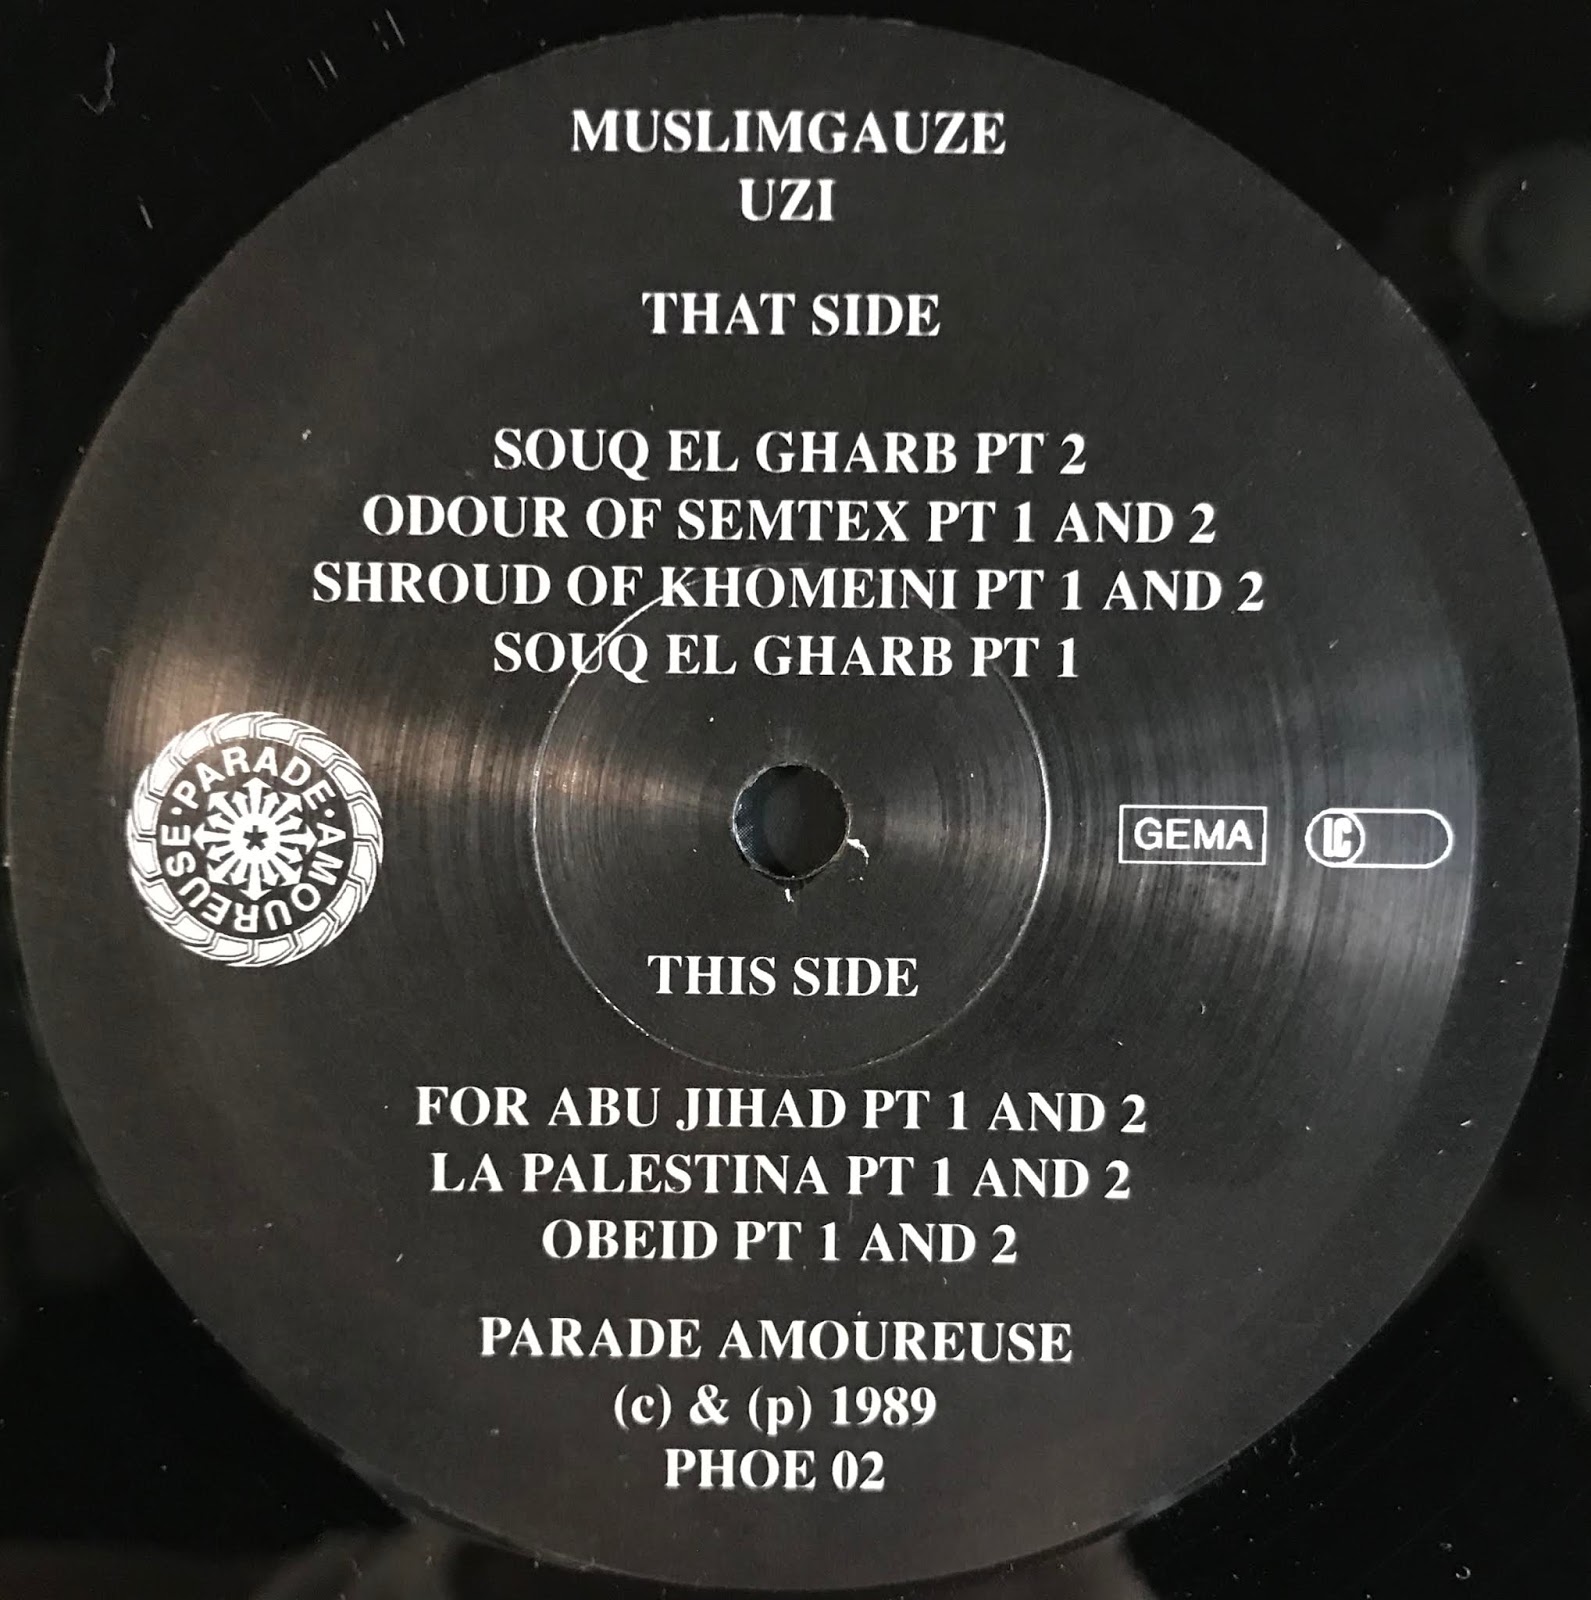 MUSLIMGAUZE
UZI
THAT SIDE
SOUQ EL GHARB PT 2
ODOUR OF SEMTEX PT 1 AND 2
SHROUD OF KHOMEINI PT 1 AND 2
SOUQ EL GHARB PT 1
PARADE · AMOUREUSE ·
GEMA
LC
THIS SIDE
FOR ABU JIHAD PT 1 AND 2
LA PALESTINA PT 1 AND 2
OBEID PT 1 AND 2
PARADE AMOUREUSE
(c) & (p) 1989
PHOE 02